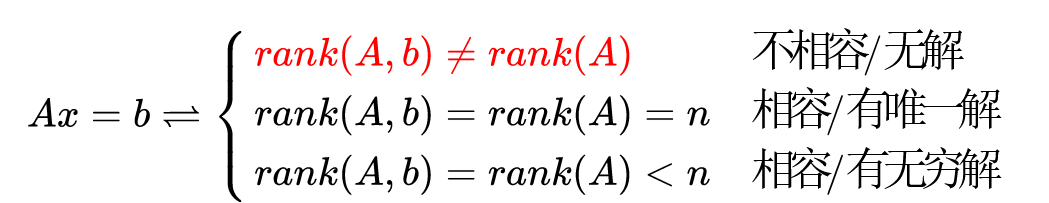 rank(A, b) ≠ rank(A) 不相容/无解
Ax = b ⇌ { rank(A, b) = rank(A) = n 相容/有唯一解
rank(A, b) = rank(A) < n 相容/有无穷解